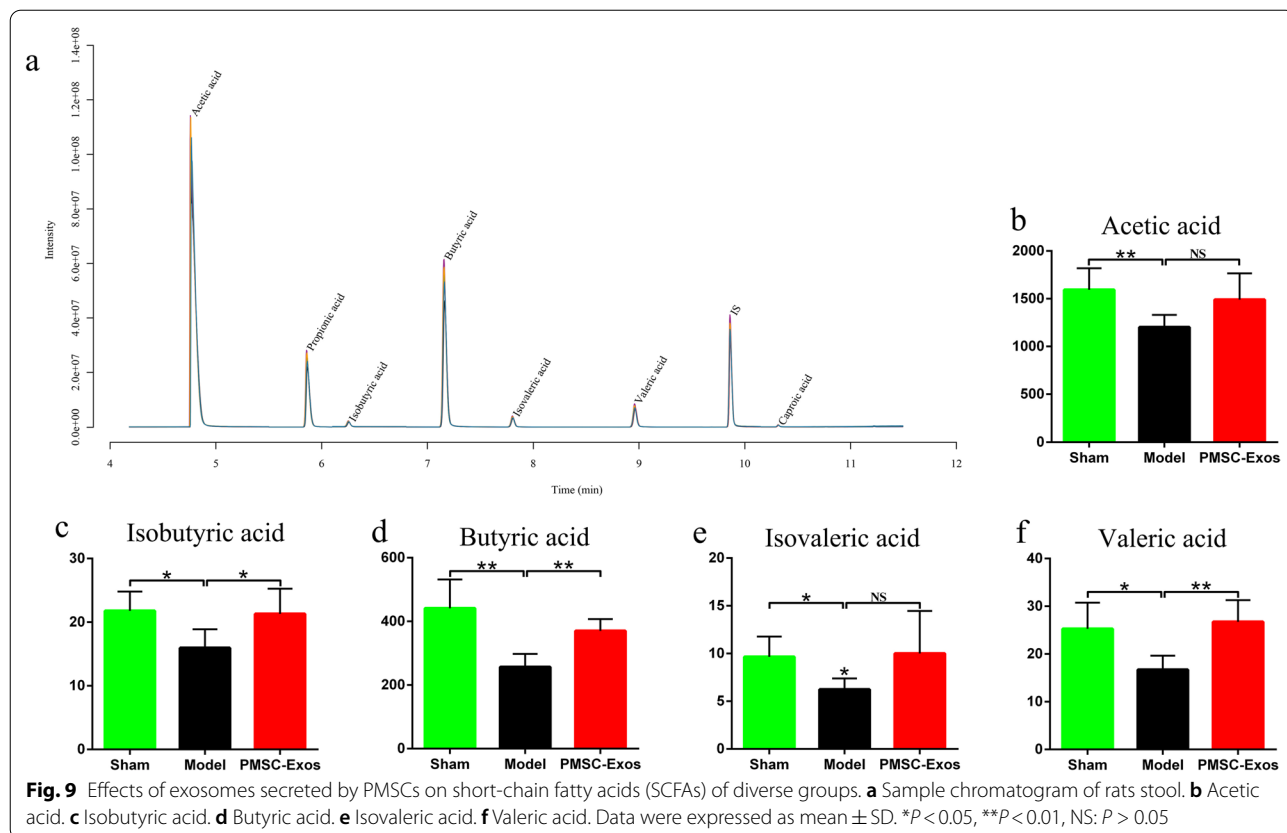 a
1.4e+08
1.2e+08
1.0e+08
8.0e+07
6.0e+07
4.0e+07
2.0e+07
0.0e+00
Intensity
Acetic acid
Propionic acid
Isobutyric acid
Butyric acid
Isovaleric acid
Valeric acid
IS
Caproic acid
4 5 6 7 8 9 10 11 12
Time (min)
b Acetic acid
2000
1500
1000
500
0
** NS
Sham Model PMSC-Exos
c Isobutyric acid
30
20
10
0
* *
Sham Model PMSC-Exos
d Butyric acid
600
400
200
0
** **
Sham Model PMSC-Exos
e Isovaleric acid
20
15
10
5
0
* NS
*
Sham Model PMSC-Exos
f Valeric acid
40
30
20
10
0
* **
Sham Model PMSC-Exos
Fig. 9 Effects of exosomes secreted by PMSCs on short-chain fatty acids (SCFAs) of diverse groups. a Sample chromatogram of rats stool. b Acetic
acid. c Isobutyric acid. d Butyric acid. e Isovaleric acid. f Valeric acid. Data were expressed as mean ± SD. *P < 0.05, **P < 0.01, NS: P > 0.05